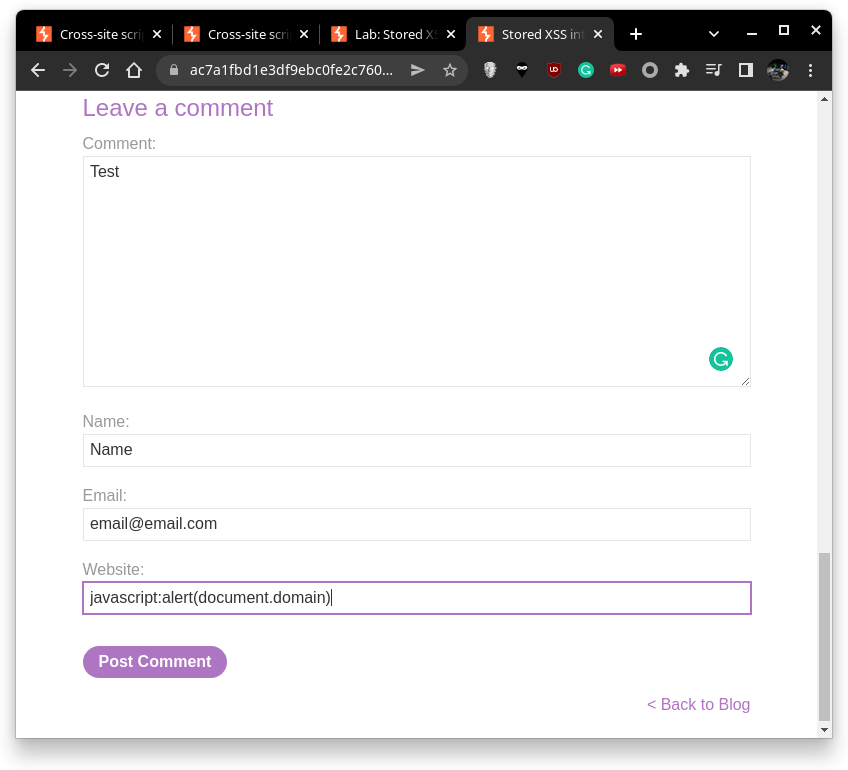 Cross-site scri
Cross-site scri
Lab: Stored XS
Stored XSS int
ac7a1fbd1e3df9ebc0fe2c760...
Leave a comment
Comment:
Test
Name:
Name
Email:
email@email.com
Website:
javascript:alert(document.domain)
Post Comment
< Back to Blog